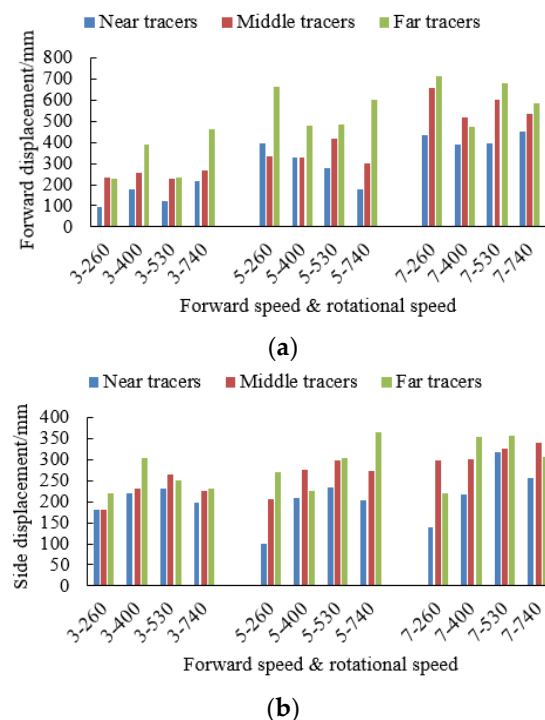 (a)
Near tracers Middle tracers Far tracers
Forward displacement/mm
800
700
600
500
400
300
200
100
0
3-260 3-400 3-530 3-740 5-260 5-400 5-530 5-740 7-260 7-400 7-530 7-740
Forward speed & rotational speed
(a)
Near tracers Middle tracers Far tracers
Side displacement/mm
400
350
300
250
200
150
100
50
0
3-260 3-400 3-530 3-740 5-260 5-400 5-530 5-740 7-260 7-400 7-530 7-740
Forward speed & rotational speed
(b)